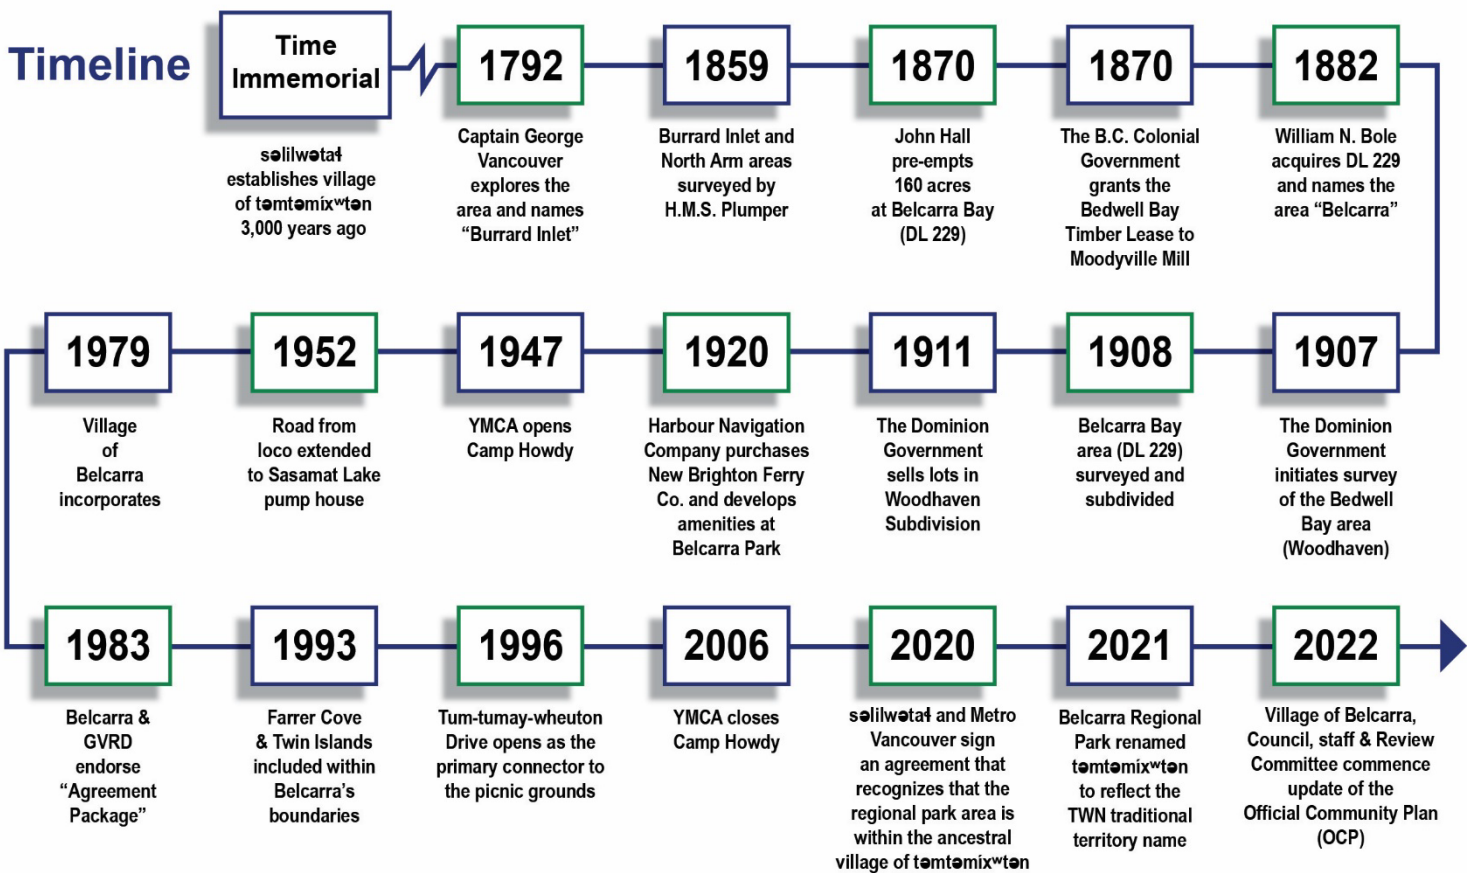 Timeline
Time
Immemorial
səlilwətaɬ
establishes village
of təmtəmixʷtən
3,000 years ago
1792
Captain George
Vancouver
explores the
area and names
“Burrard Inlet”
1859
Burrard Inlet and
North Arm areas
surveyed by
H.M.S. Plumper
1870
John Hall
pre-empts
160 acres
at Belcarra Bay
(DL 229)
1870
The B.C. Colonial
Government
grants the
Bedwell Bay
Timber Lease to
Moodyville Mill
1882
William N. Bole
acquires DL 229
and names the
area “Belcarra”
1907
The Dominion
Government
initiates survey
of the Bedwell
Bay area
(Woodhaven)
1908
Belcarra Bay
area (DL 229)
surveyed and
subdivided
1911
The Dominion
Government
sells lots in
Woodhaven
Subdivision
1920
Harbour Navigation
Company purchases
New Brighton Ferry
Co. and develops
amenities at
Belcarra Park
1947
YMCA opens
Camp Howdy
1952
Road from
Ioco extended
to Sasamat Lake
pump house
1979
Village
of
Belcarra
incorporates
1983
Belcarra &
GVRD
endorse
“Agreement
Package”
1993
Farrer Cove
& Twin Islands
included within
Belcarra’s
boundaries
1996
Tum-tumay-wheuton
Drive opens as the
primary connector to
the picnic grounds
2006
YMCA closes
Camp Howdy
2020
səlilwətaɬ and Metro
Vancouver sign
an agreement that
recognizes that the
regional park area is
within the ancestral
village of təmtəmixʷtən
2021
Belcarra Regional
Park renamed
təmtəmixʷtən
to reflect the
TWN traditional
territory name
2022
Village of Belcarra,
Council, staff & Review
Committee commence
update of the
Official Community Plan
(OCP)